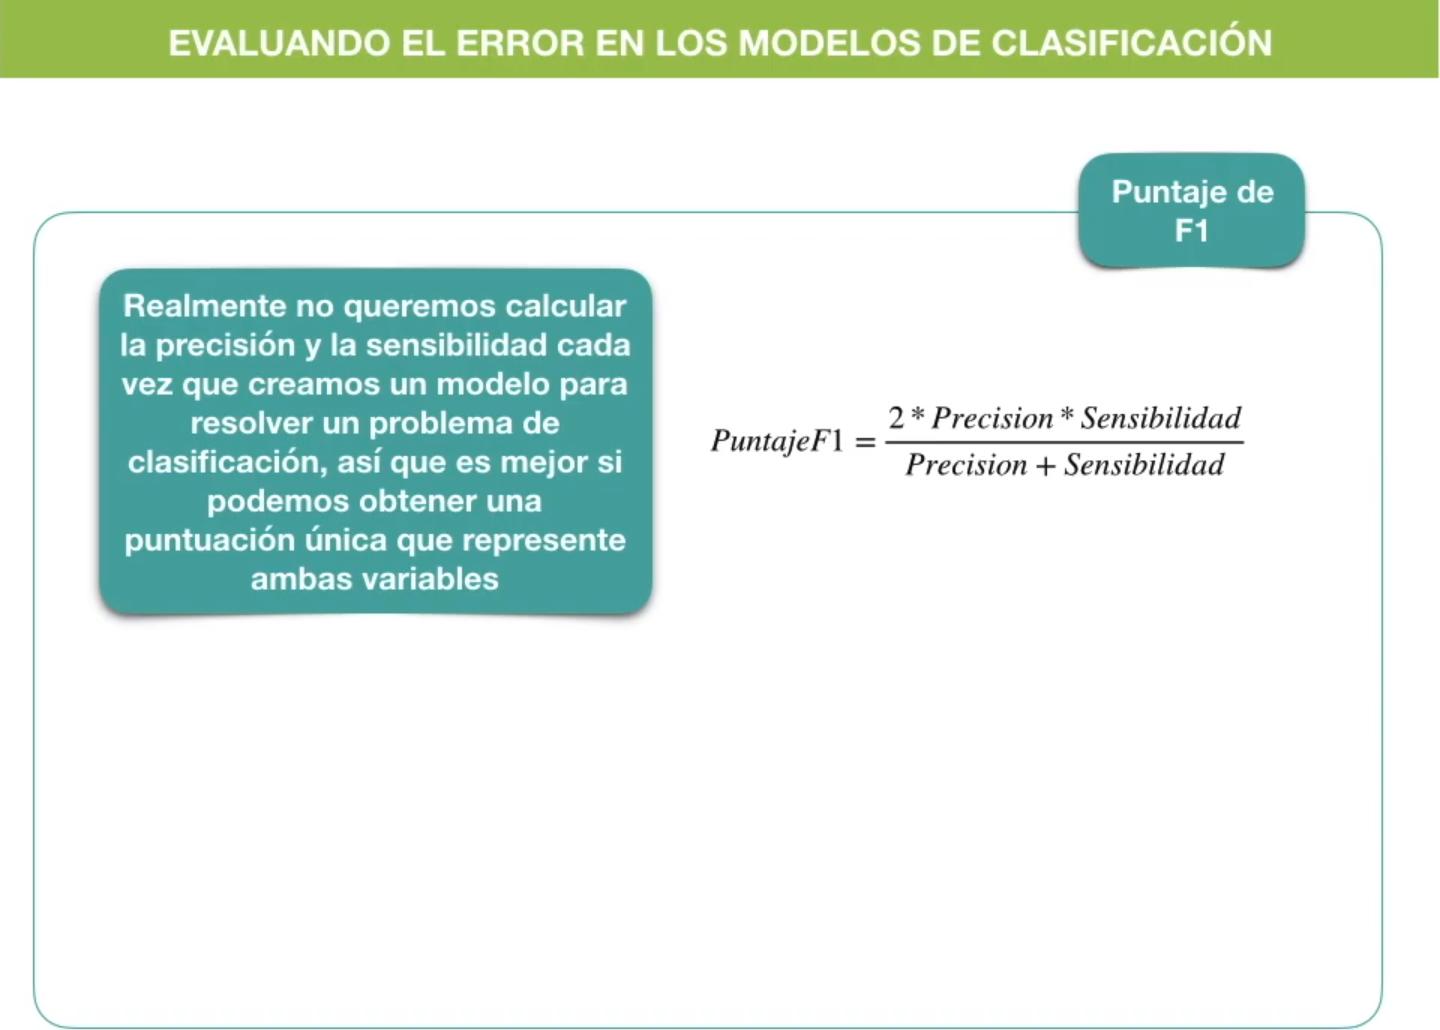 EVALUANDO EL ERROR EN LOS MODELOS DE CLASIFICACIÓN
Puntaje de
F1
Realmente no queremos calcular
la precisión y la sensibilidad cada
vez que creamos un modelo para
resolver un problema de
clasificación, así que es mejor si
podemos obtener una
puntuación única que represente
ambas variables
PuntajeF1 = 2 * Precision * Sensibilidad
Precision + Sensibilidad